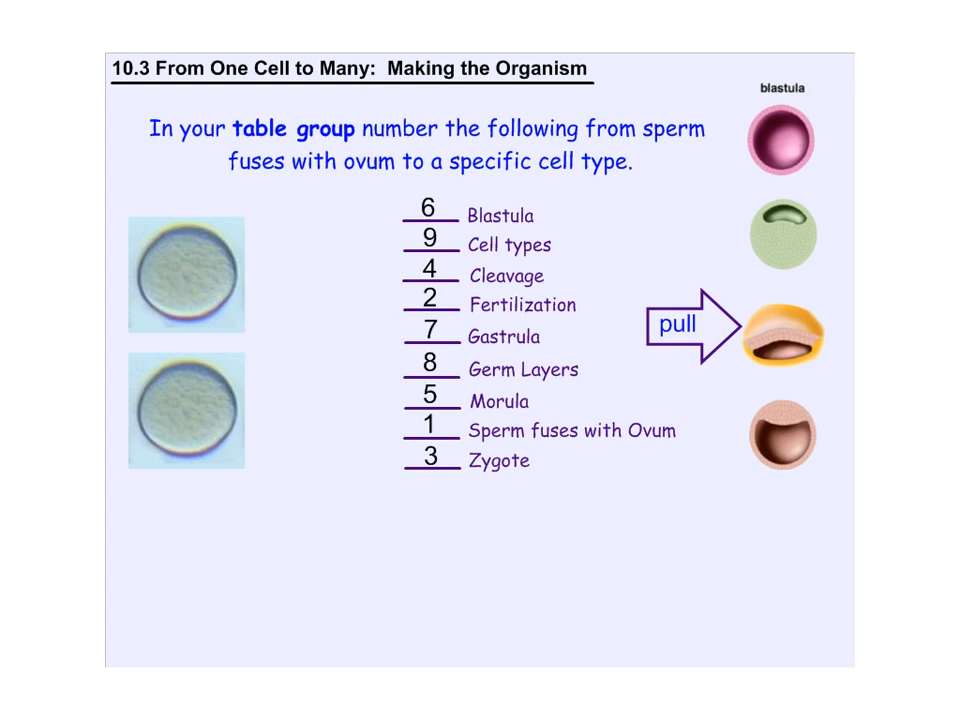 10.3 From One Cell to Many: Making the Organism
blastula
In your table group number the following from sperm
fuses with ovum to a specific cell type.
6 Blastula
9 Cell types
4 Cleavage
2 Fertilization
7 Gastrula
8 Germ Layers
5 Morula
1 Sperm fuses with Ovum
3 Zygote
pull